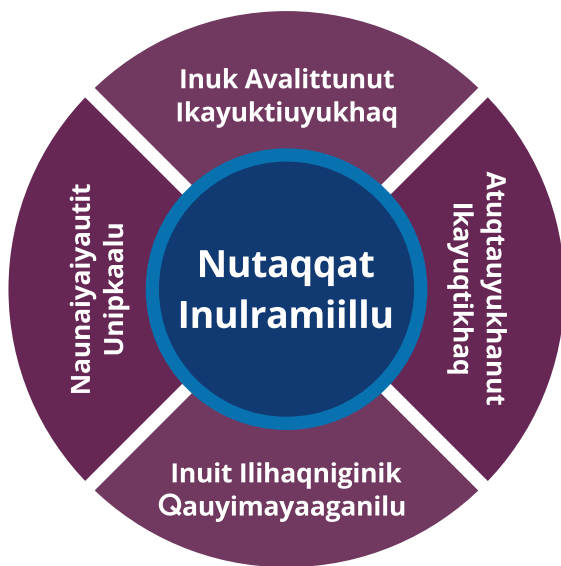 Inuk Avalittunut
Ikayuktiuyukhaq
Atuqtauyukhanut
Ikayuqtikhaq
Nutaqqat
Inulramiillu
Naunaiyaiyautit
Unipkaalu
Inuit Ilihaqniginik
Qauyimayaaganilu